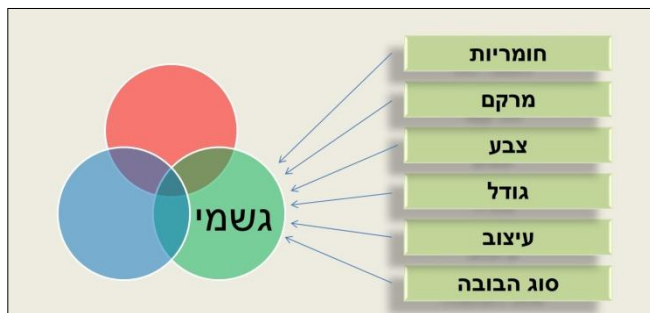 חומריות
מרקם
צבע
גודל
עיצוב
סוג הבובה
גשמי